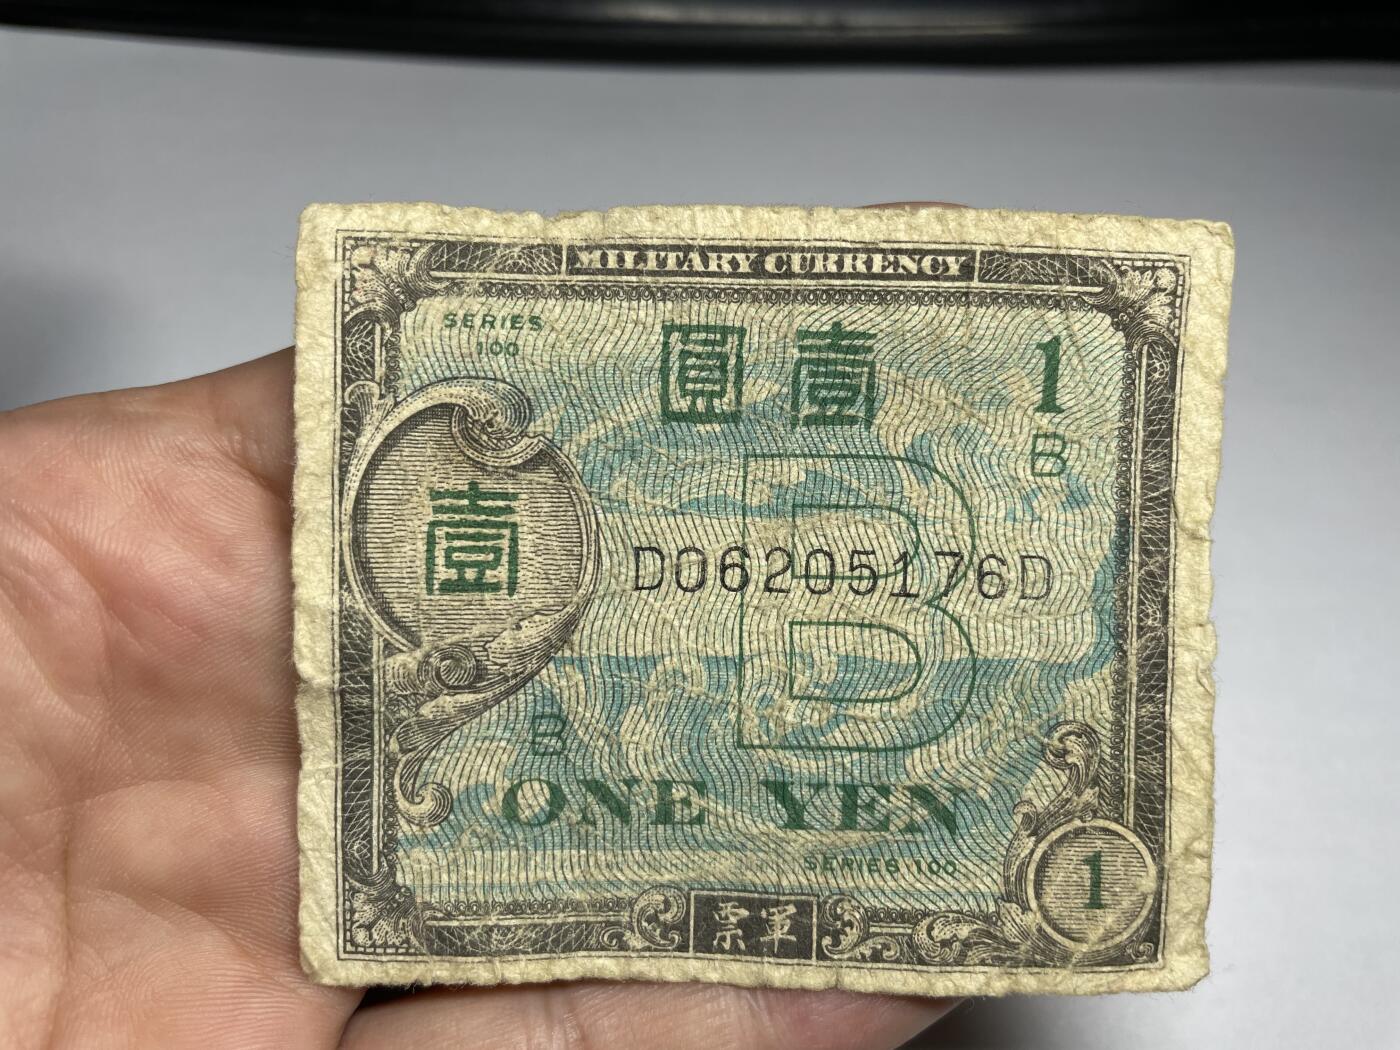 MILITARY CURRENCY
SERIES
100
圓壹
1
B
壹
B
D06205176D
B
ONE YEN
SERIES 100
票軍
1